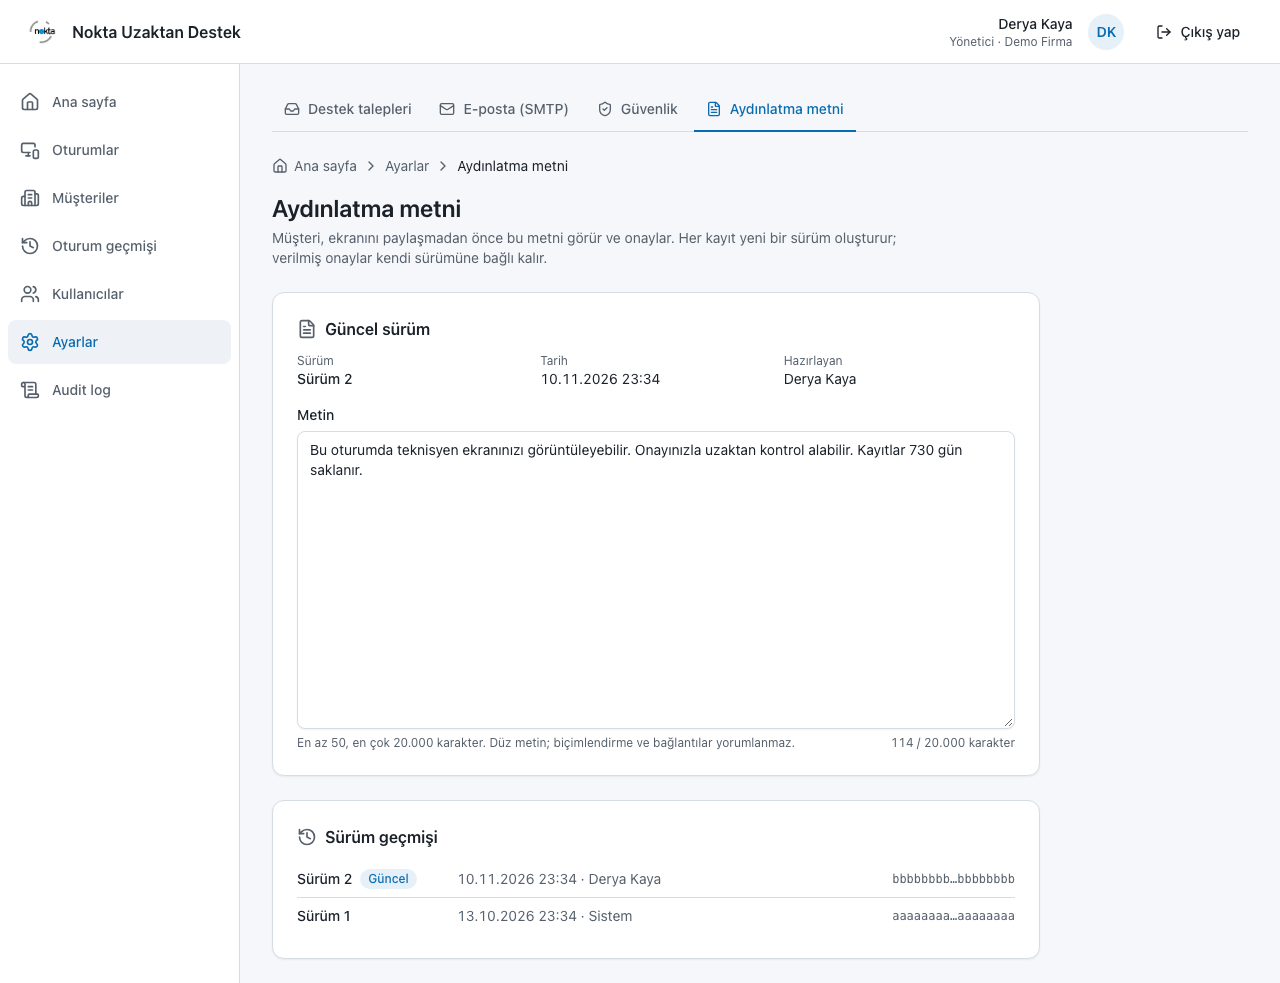 nokta
Nokta Uzaktan Destek
Derya Kaya
Yönetici · Demo Firma
DK
Çıkış yap
Ana sayfa
Oturumlar
Müşteriler
Oturum geçmişi
Kullanıcılar
Ayarlar
Audit log
Destek talepleri
E-posta (SMTP)
Güvenlik
Aydınlatma metni
Ana sayfa
Ayarlar
Aydınlatma metni
Aydınlatma metni
Müşteri, ekranını paylaşmadan önce bu metni görür ve onaylar. Her kayıt yeni bir sürüm oluşturur;
verilmiş onaylar kendi sürümüne bağlı kalır.
Güncel sürüm
Sürüm
Sürüm 2
Tarih
10.11.2026 23:34
Hazırlayan
Derya Kaya
Metin
Bu oturumda teknisyen ekranınızı görüntüleyebilir. Onayınızla uzaktan kontrol alabilir. Kayıtlar 730 gün
saklanır.
En az 50, en çok 20.000 karakter. Düz metin; biçimlendirme ve bağlantılar yorumlanmaz.
114 / 20.000 karakter
Sürüm geçmişi
Sürüm 2 Güncel 10.11.2026 23:34 · Derya Kaya bbbbbbbb…bbbbbbbb
Sürüm 1 13.10.2026 23:34 · Sistem aaaaaaaa…aaaaaaaa